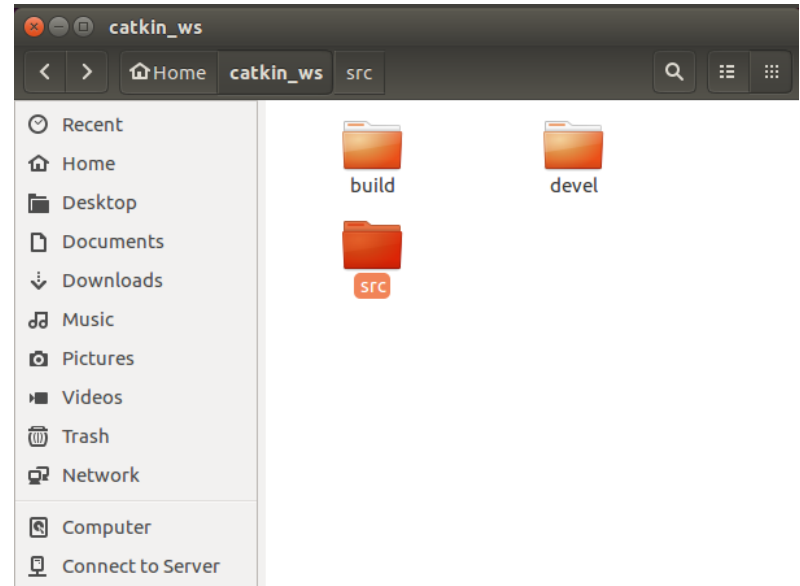 catkin_ws
Home catkin_ws src
Recent
Home
Desktop
Documents
Downloads
Music
Pictures
Videos
Trash
Network
Computer
Connect to Server
build devel
src